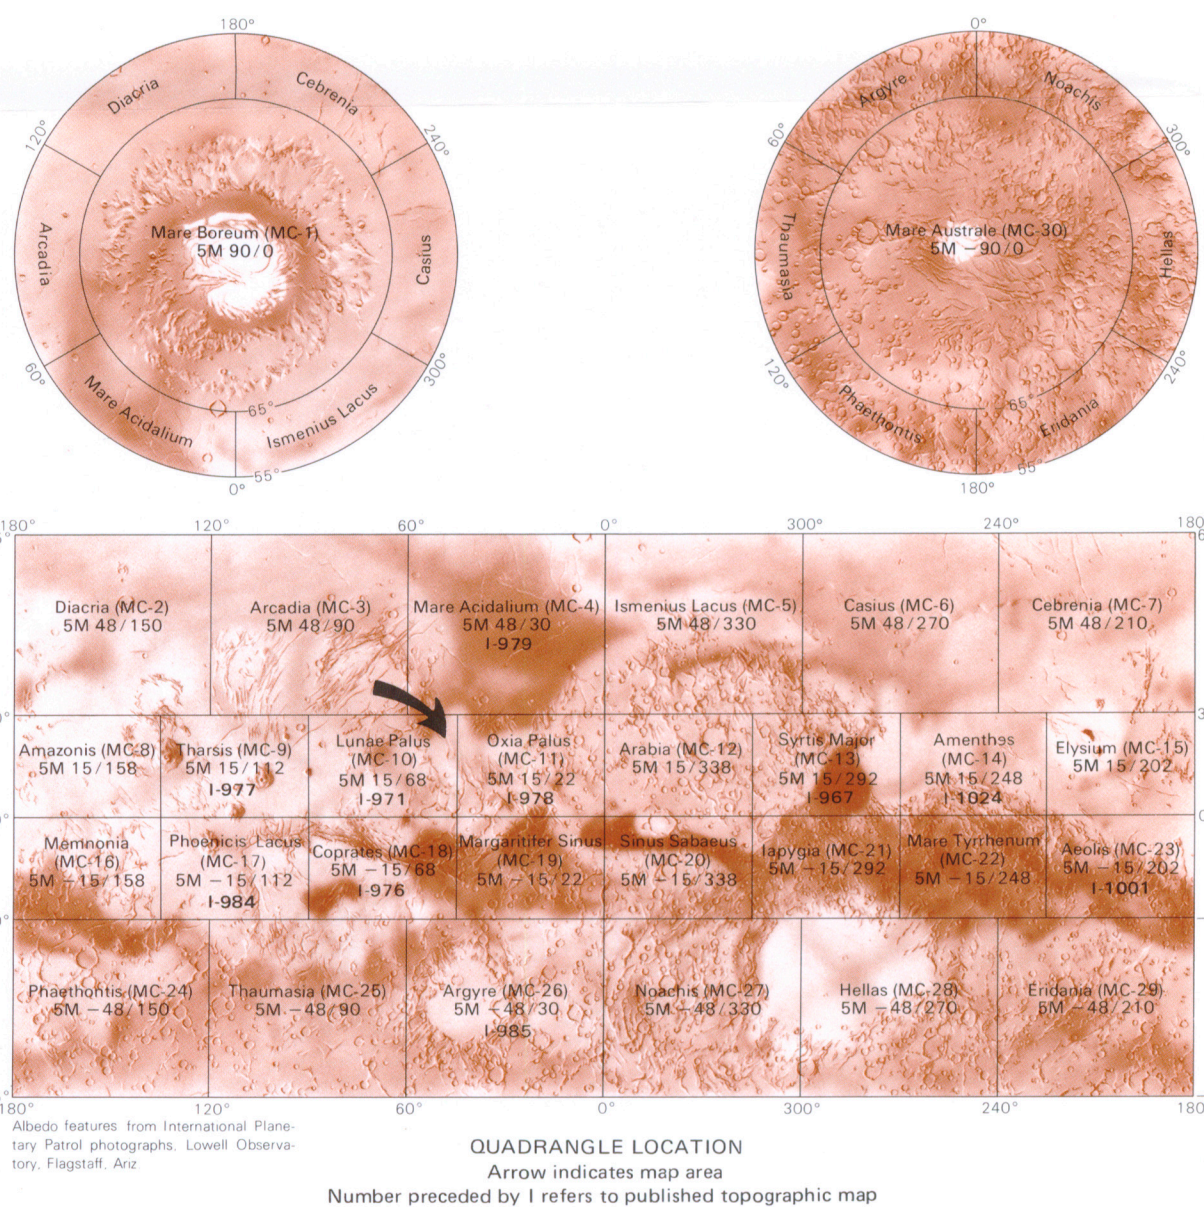 180°
Diacria
Cebrenia
120°
240°
Arcadia
Mare Boreum (MC-1)
5M 90/0
Casius
60°
300°
Mare Acidalium
65°
Ismenius Lacus
55°
0°
0°
Argyre
Noachis
60°
300°
Thaumasia
Mare Australe (MC-30)
5M −90/0
Hellas
120°
240°
Phaethontis
65°
Eridania
55°
180°
180° 120° 60° 0° 300° 240° 180
Diacria (MC-2)
5M 48/150
Arcadia (MC-3)
5M 48/90
Mare Acidalium (MC-4)
5M 48/30
I-979
Ismenius Lacus (MC-5)
5M 48/330
Casius (MC-6)
5M 48/270
Cebrenia (MC-7)
5M 48/210
Amazonis (MC-8)
5M 15/158
Tharsis (MC-9)
5M 15/112
I-977
Lunae Palus
(MC-10)
5M 15/68
I-971
Oxia Palus
(MC-11)
5M 15/22
I-978
Arabia (MC-12)
5M 15/338
Syrtis Major
(MC-13)
5M 15/292
I-967
Amenthes
(MC-14)
5M 15/248
I-1024
Elysium (MC-15)
5M 15/202
Memnonia
(MC-16)
5M −15/158
Phoenicis Lacus
(MC-17)
5M −15/112
I-984
Coprates (MC-18)
5M −15/68
I-976
Margaritifer Sinus
(MC-19)
5M −15/22
Sinus Sabaeus
(MC-20)
5M −15/338
Iapygia (MC-21)
5M −15/292
Mare Tyrrhenum
(MC-22)
5M −15/248
Aeolis (MC-23)
5M −15/202
I-1001
Phaethontis (MC-24)
5M −48/150
Thaumasia (MC-25)
5M −48/90
Argyre (MC-26)
5M −48/30
I-985
Noachis (MC-27)
5M −48/330
Hellas (MC-28)
5M −48/270
Eridania (MC-29)
5M −48/210
180° 120° 60° 0° 300° 240° 180
Albedo features from International Plane-
tary Patrol photographs, Lowell Observa-
tory, Flagstaff, Ariz
QUADRANGLE LOCATION
Arrow indicates map area
Number preceded by I refers to published topographic map